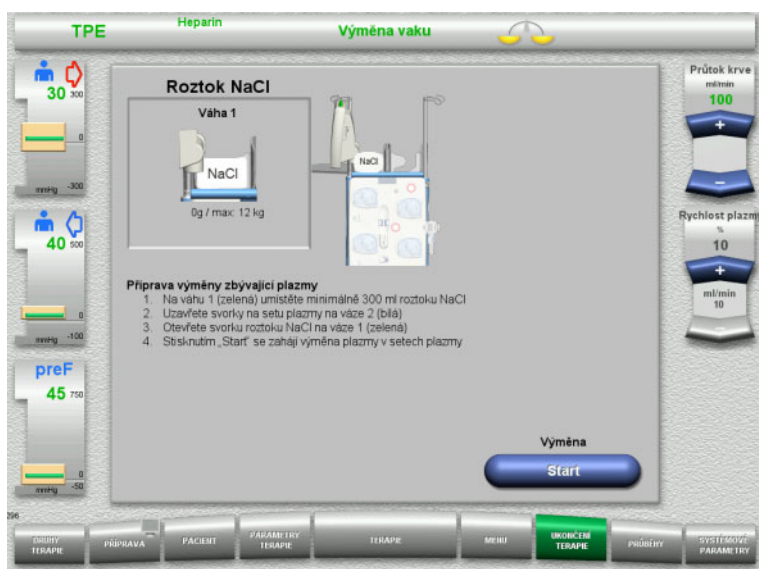 TPE
Heparin
Výměna vaku
30 300
0
mmHg -300
40 500
0
mmHg -100
preF
45 750
0
mmHg -50
Roztok NaCl
Váha 1
NaCl
0g / max: 12 kg
NaCl
Příprava výměny zbývající plazmy
1. Na váhu 1 (zelená) umístěte minimálně 300 ml roztoku NaCl
2. Uzavřete svorky na setu plazmy na váze 2 (bílá)
3. Otevřete svorku roztoku NaCl na váze 1 (zelená)
4. Stisknutím „Start" se zahájí výměna plazmy v setech plazmy
Výměna
Start
Průtok krve
ml/min
100
+
–
Rychlost plazm
%
10
+
ml/min
10
–
296
DRUHY
TERAPIE
PŘÍPRAVA
PACIENT
PARAMETRY
TERAPIE
TERAPIE
MENU
UKONČENÍ
TERAPIE
PRŮBĚHY
SYSTÉMOVÉ
PARAMETRY